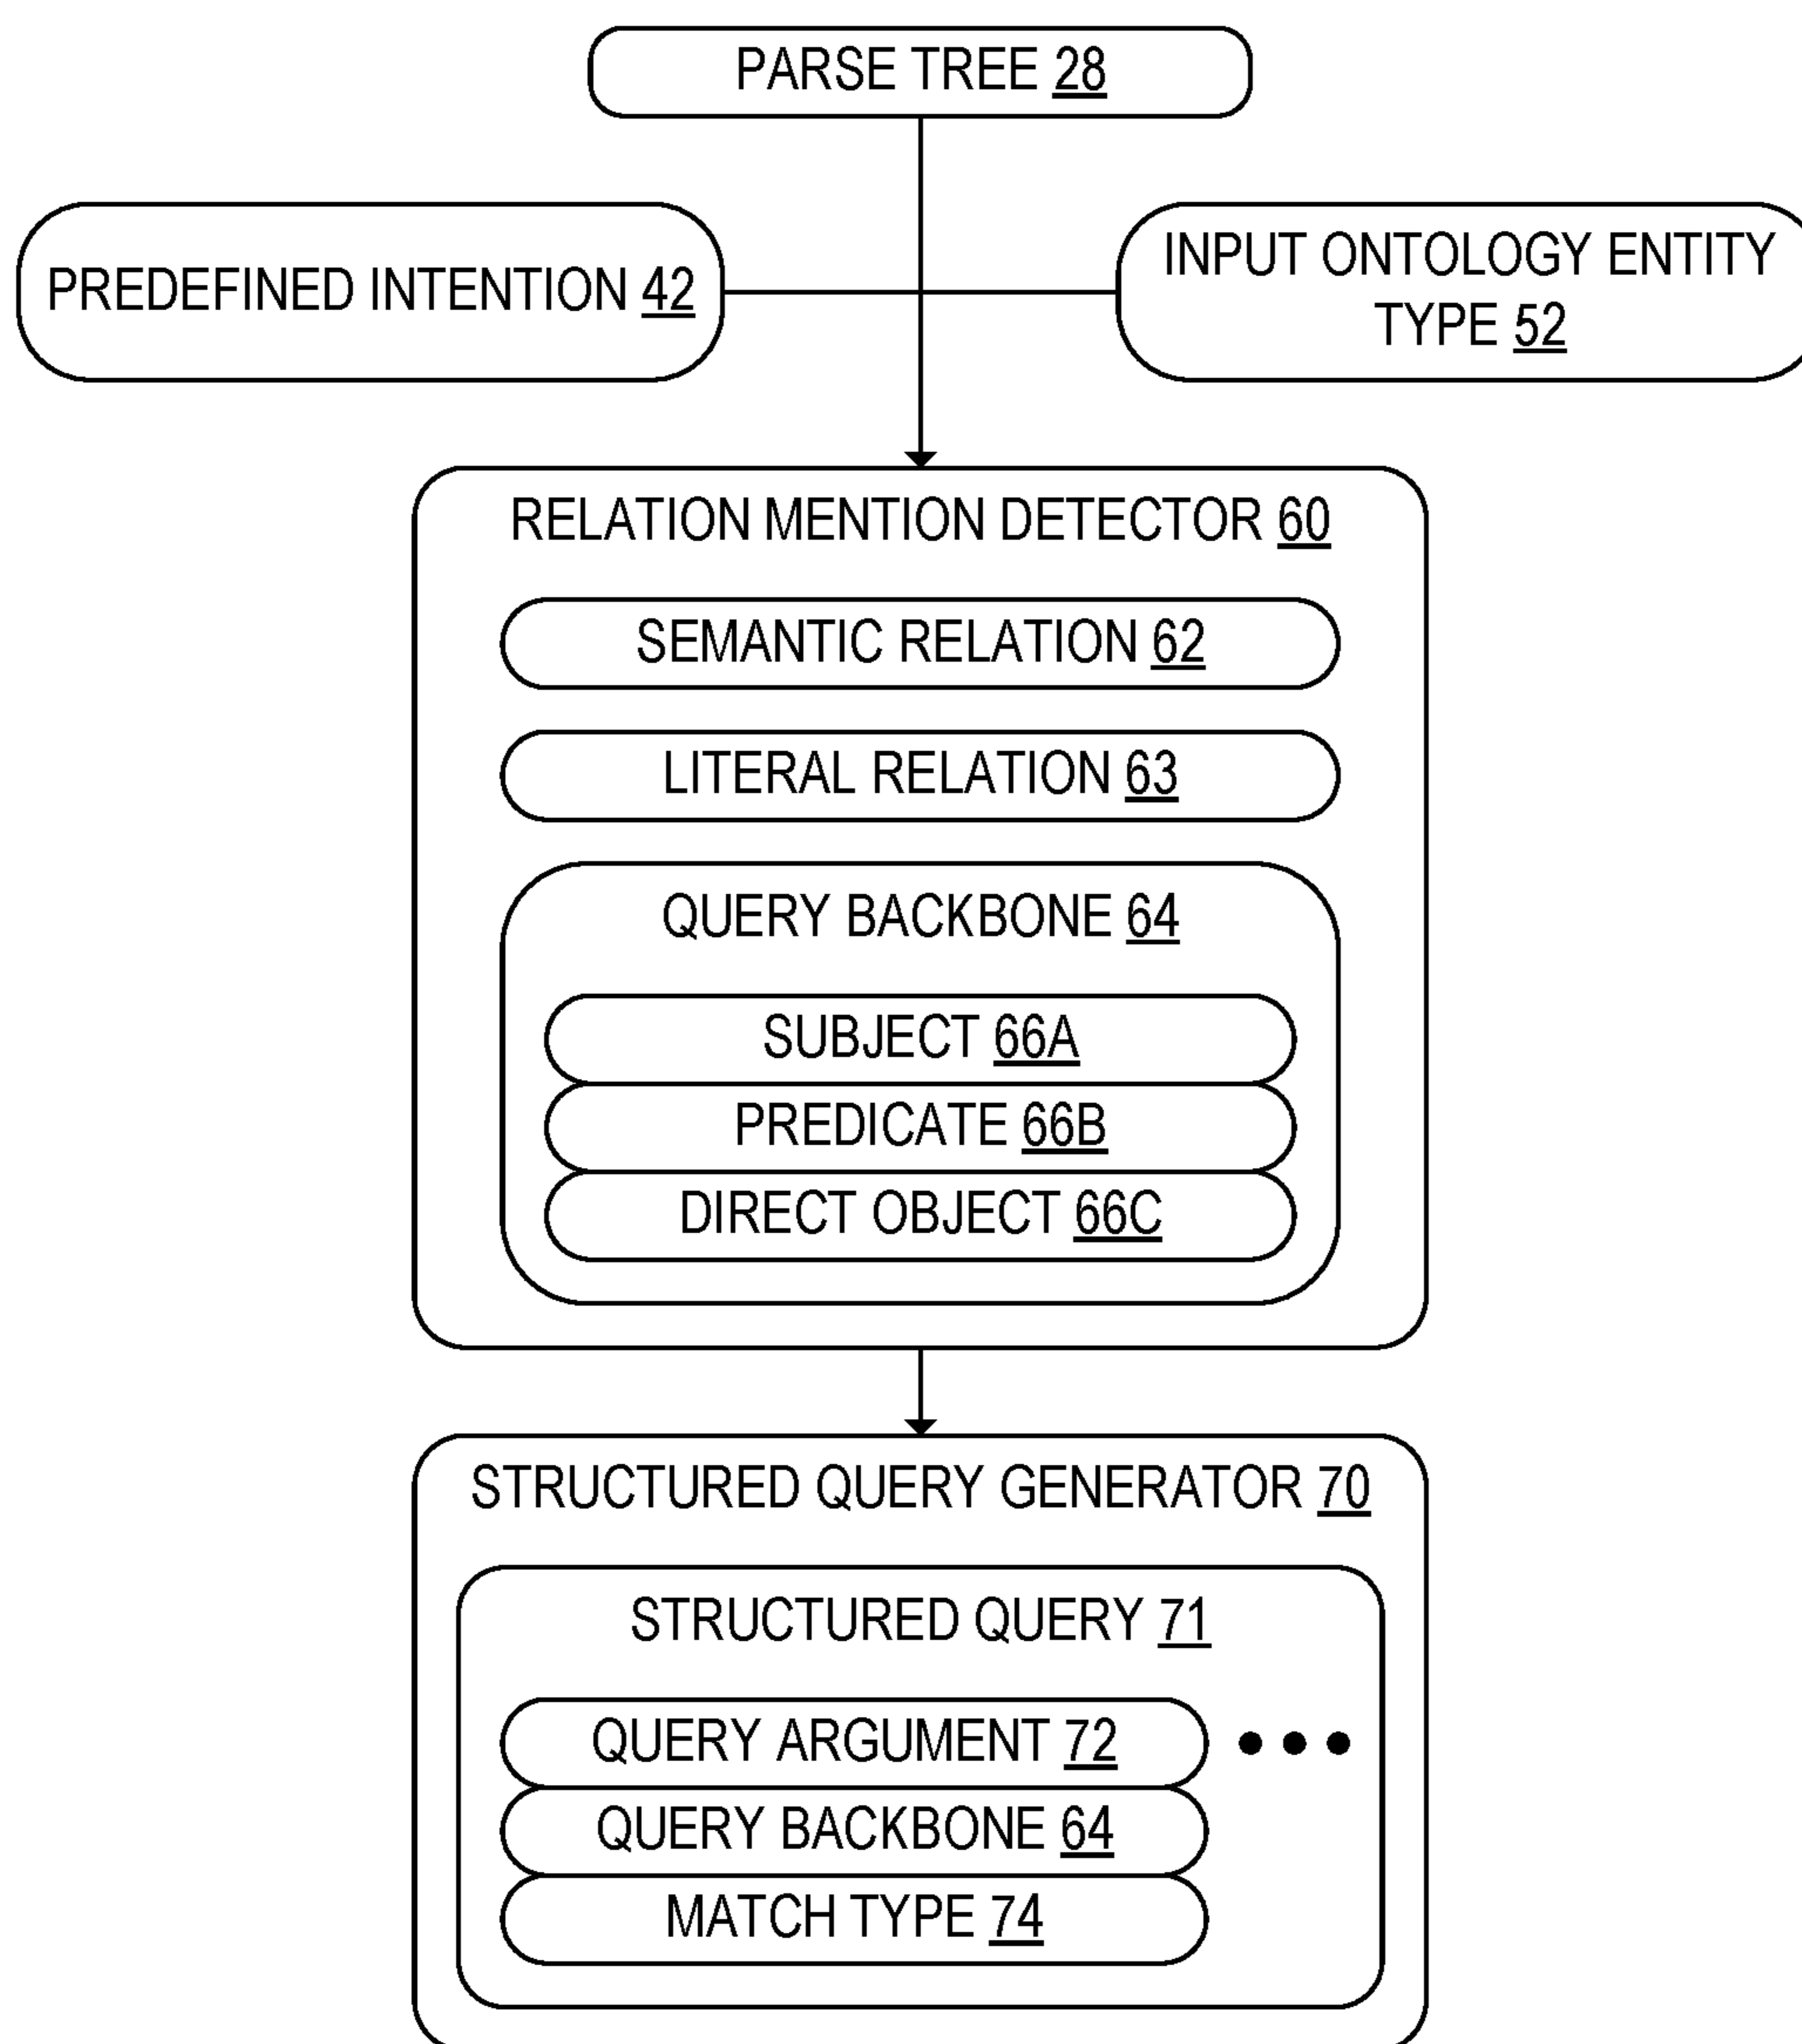 PARSE TREE 28
PREDEFINED INTENTION 42
INPUT ONTOLOGY ENTITY
TYPE 52
RELATION MENTION DETECTOR 60
SEMANTIC RELATION 62
LITERAL RELATION 63
QUERY BACKBONE 64
SUBJECT 66A
PREDICATE 66B
DIRECT OBJECT 66C
STRUCTURED QUERY GENERATOR 70
STRUCTURED QUERY 71
QUERY ARGUMENT 72
QUERY BACKBONE 64
MATCH TYPE 74